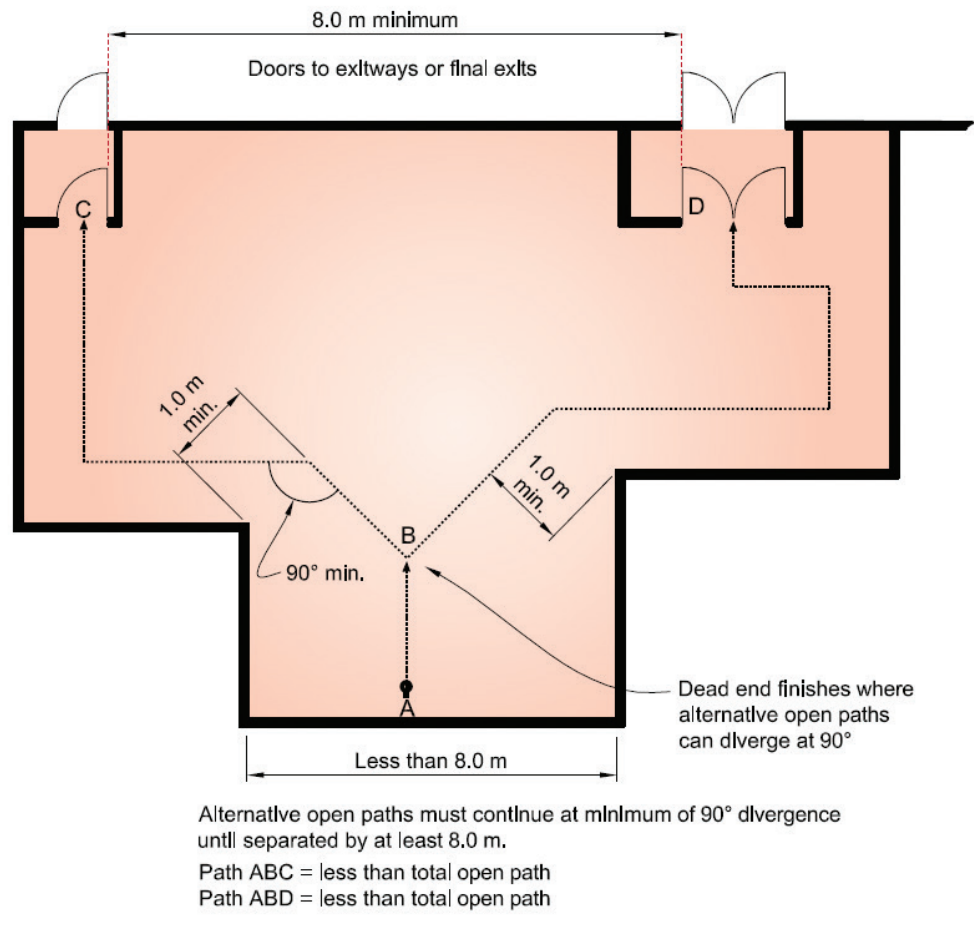 8.0 m minimum
Doors to exitways or final exits
C
D
1.0 m
min.
1.0 m
min.
B
90° min.
A
Dead end finishes where
alternative open paths
can diverge at 90°
Less than 8.0 m
Alternative open paths must continue at minimum of 90° divergence
until separated by at least 8.0 m.
Path ABC = less than total open path
Path ABD = less than total open path